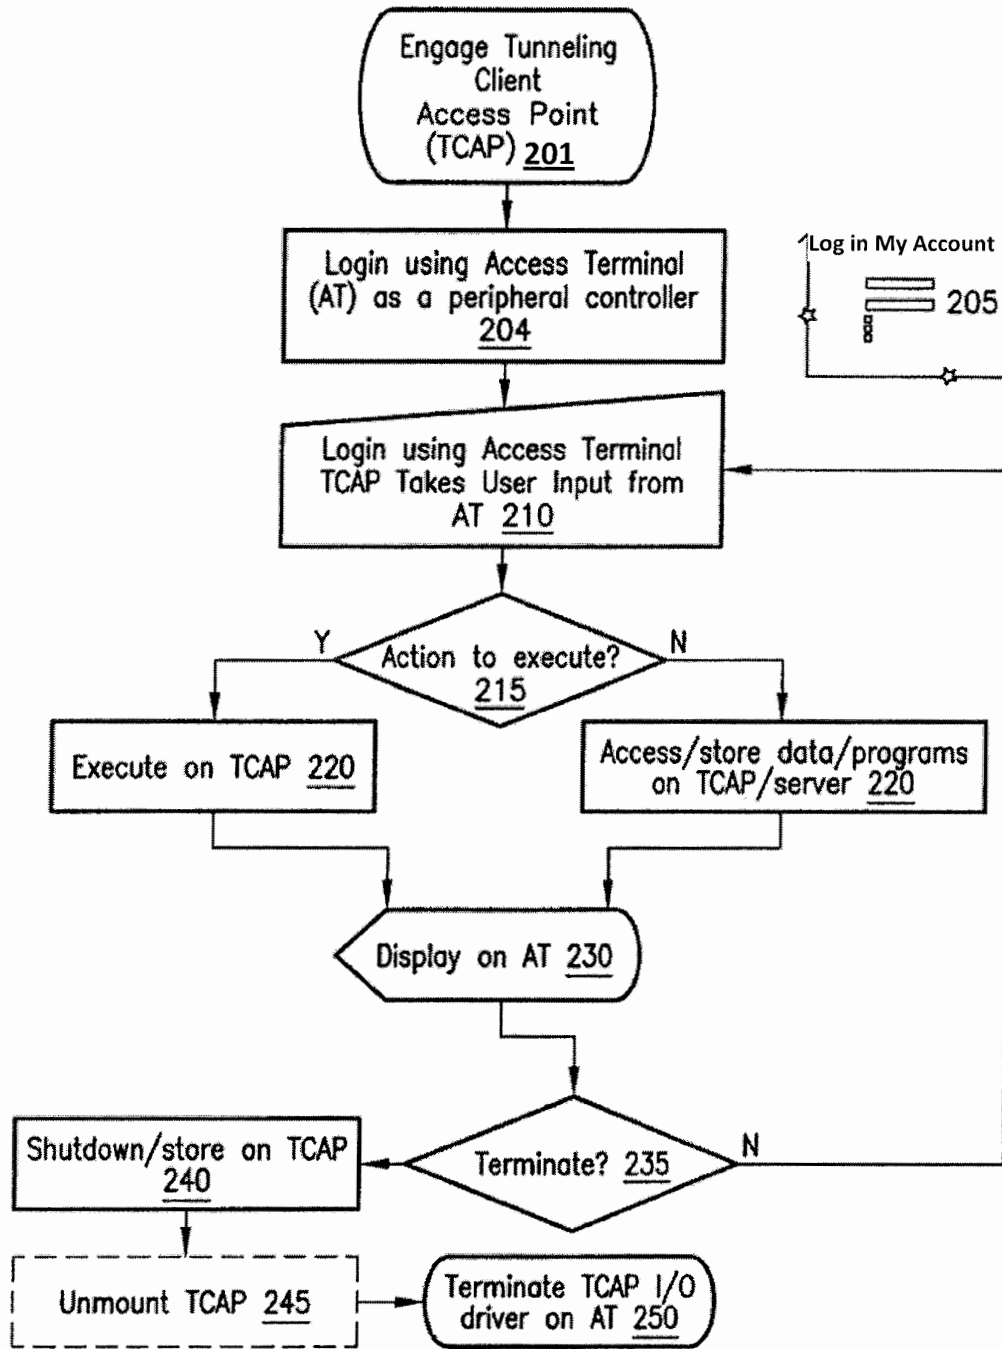 Engage Tunneling
Client
Access Point
(TCAP) 201
Login using Access Terminal
(AT) as a peripheral controller
204
Log in My Account
205
Login using Access Terminal
TCAP Takes User Input from
AT 210
Y
N
Action to execute?
215
Execute on TCAP 220
Access/store data/programs
on TCAP/server 220
Display on AT 230
Shutdown/store on TCAP
240
Terminate? 235
N
Unmount TCAP 245
Terminate TCAP I/O
driver on AT 250